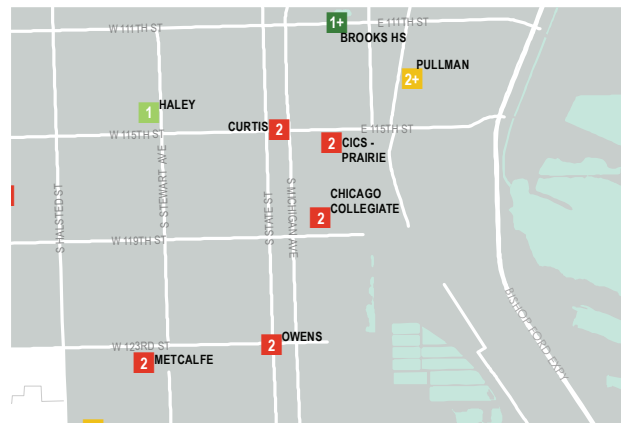 W 111TH ST
1+
E 111TH ST
BROOKS HS
PULLMAN
2+
HALEY
1
CURTIS
2
W 115TH ST
E 115TH ST
2
CICS -
PRAIRIE
S HALSTED ST
S. STEWART AVE
S STATE ST
S MICHIGAN AVE
CHICAGO
COLLEGIATE
2
W 119TH ST
BISHOP FORD EXPY
W 123RD ST
2
OWENS
2
METCALFE